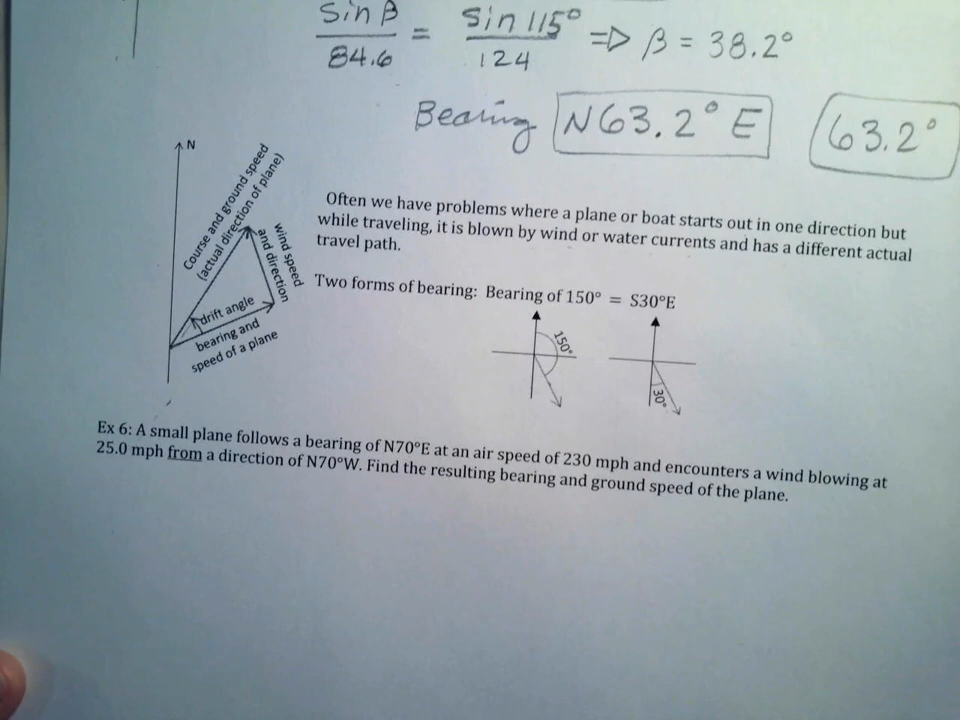 Sin β / 84.6 = Sin 115° / 124 ⇒ β = 38.2°
Bearing N63.2° E 63.2°
N
Course and ground speed
(actual direction of plane)
wind speed
and direction
drift angle
bearing and
speed of a plane
Often we have problems where a plane or boat starts out in one direction but
while traveling, it is blown by wind or water currents and has a different actual
travel path.
Two forms of bearing: Bearing of 150° = S30°E
150°
30°
Ex 6: A small plane follows a bearing of N70°E at an air speed of 230 mph and encounters a wind blowing at
25.0 mph from a direction of N70°W. Find the resulting bearing and ground speed of the plane.